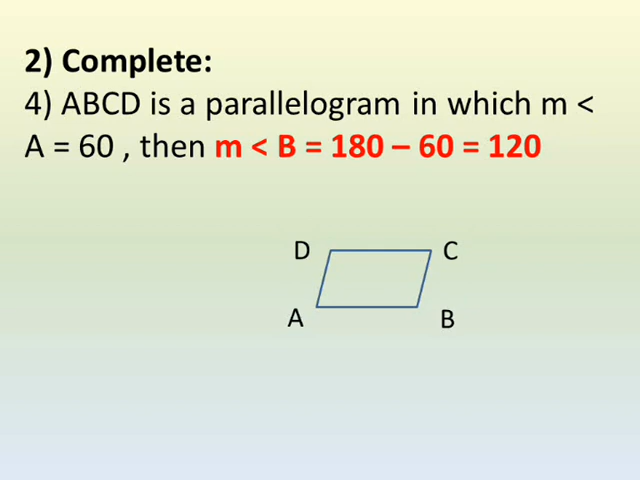 2) Complete:
4) ABCD is a parallelogram in which m <
A = 60 , then m < B = 180 – 60 = 120
D C
A B